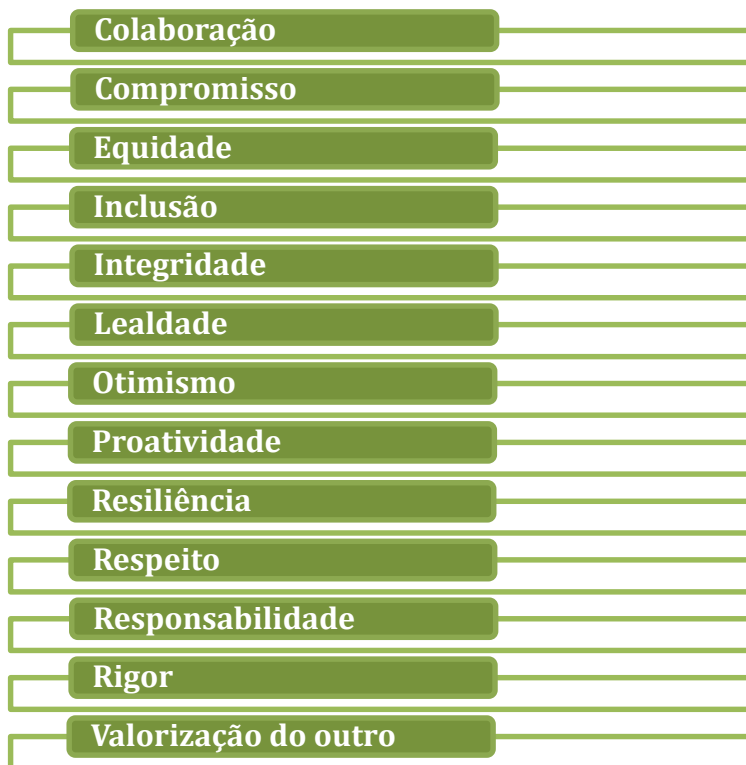 Colaboração
Compromisso
Equidade
Inclusão
Integridade
Lealdade
Otimismo
Proatividade
Resiliência
Respeito
Responsabilidade
Rigor
Valorização do outro